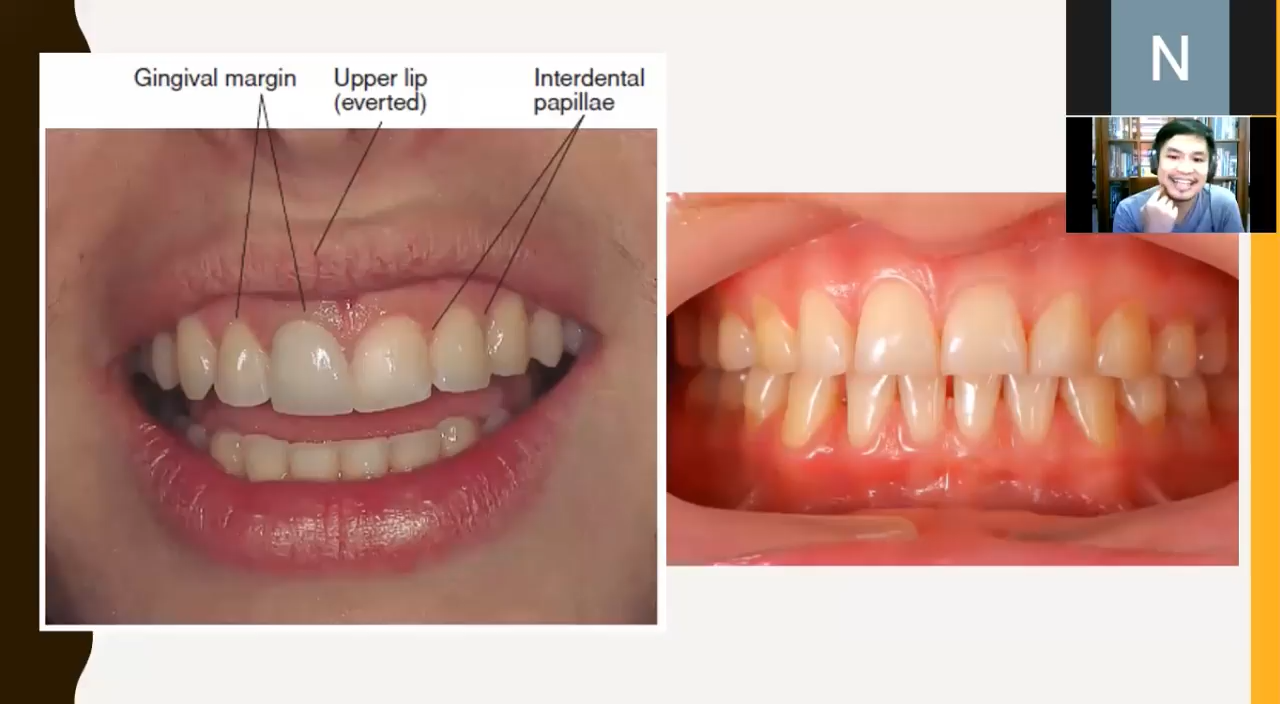 Gingival margin
Upper lip
(everted)
Interdental
papillae
N